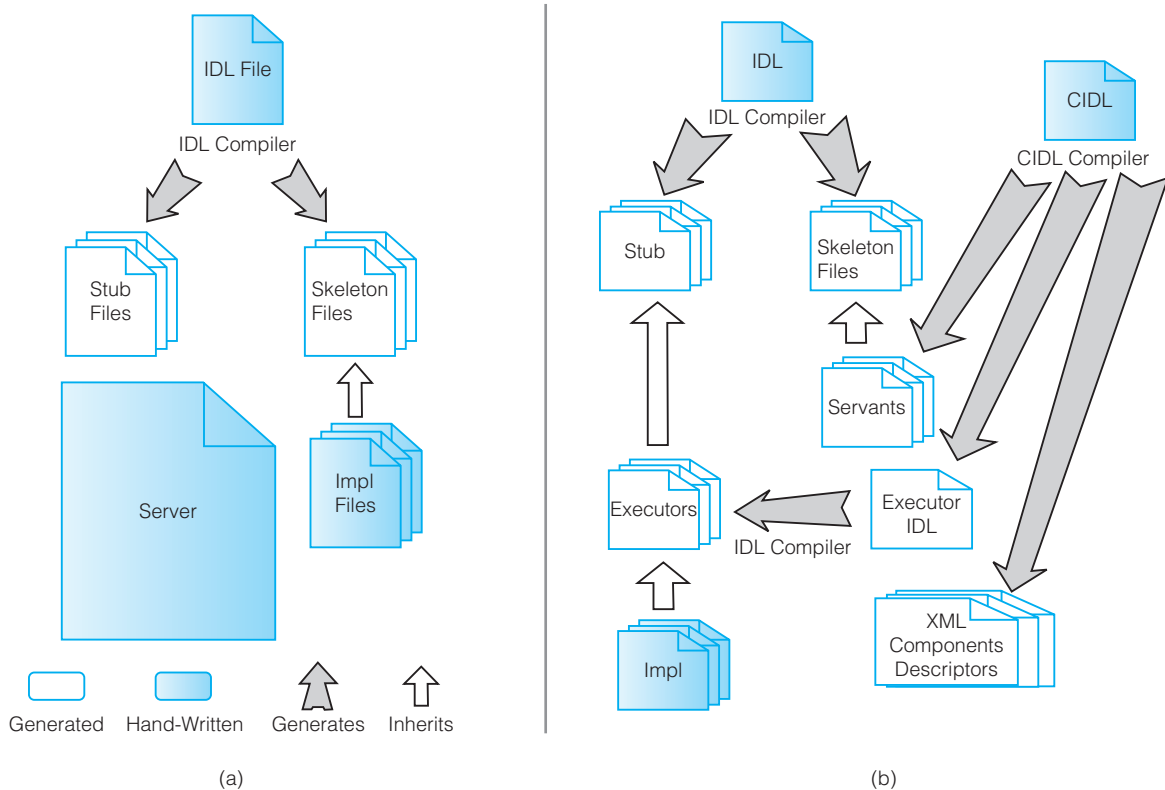 IDL File
IDL Compiler
Stub
Files
Skeleton
Files
Server
Impl
Files
Generated
Hand-Written
Generates
Inherits
(a)
IDL
IDL Compiler
CIDL
CIDL Compiler
Stub
Skeleton
Files
Servants
Executors
IDL Compiler
Executor
IDL
Impl
XML
Components
Descriptors
(b)